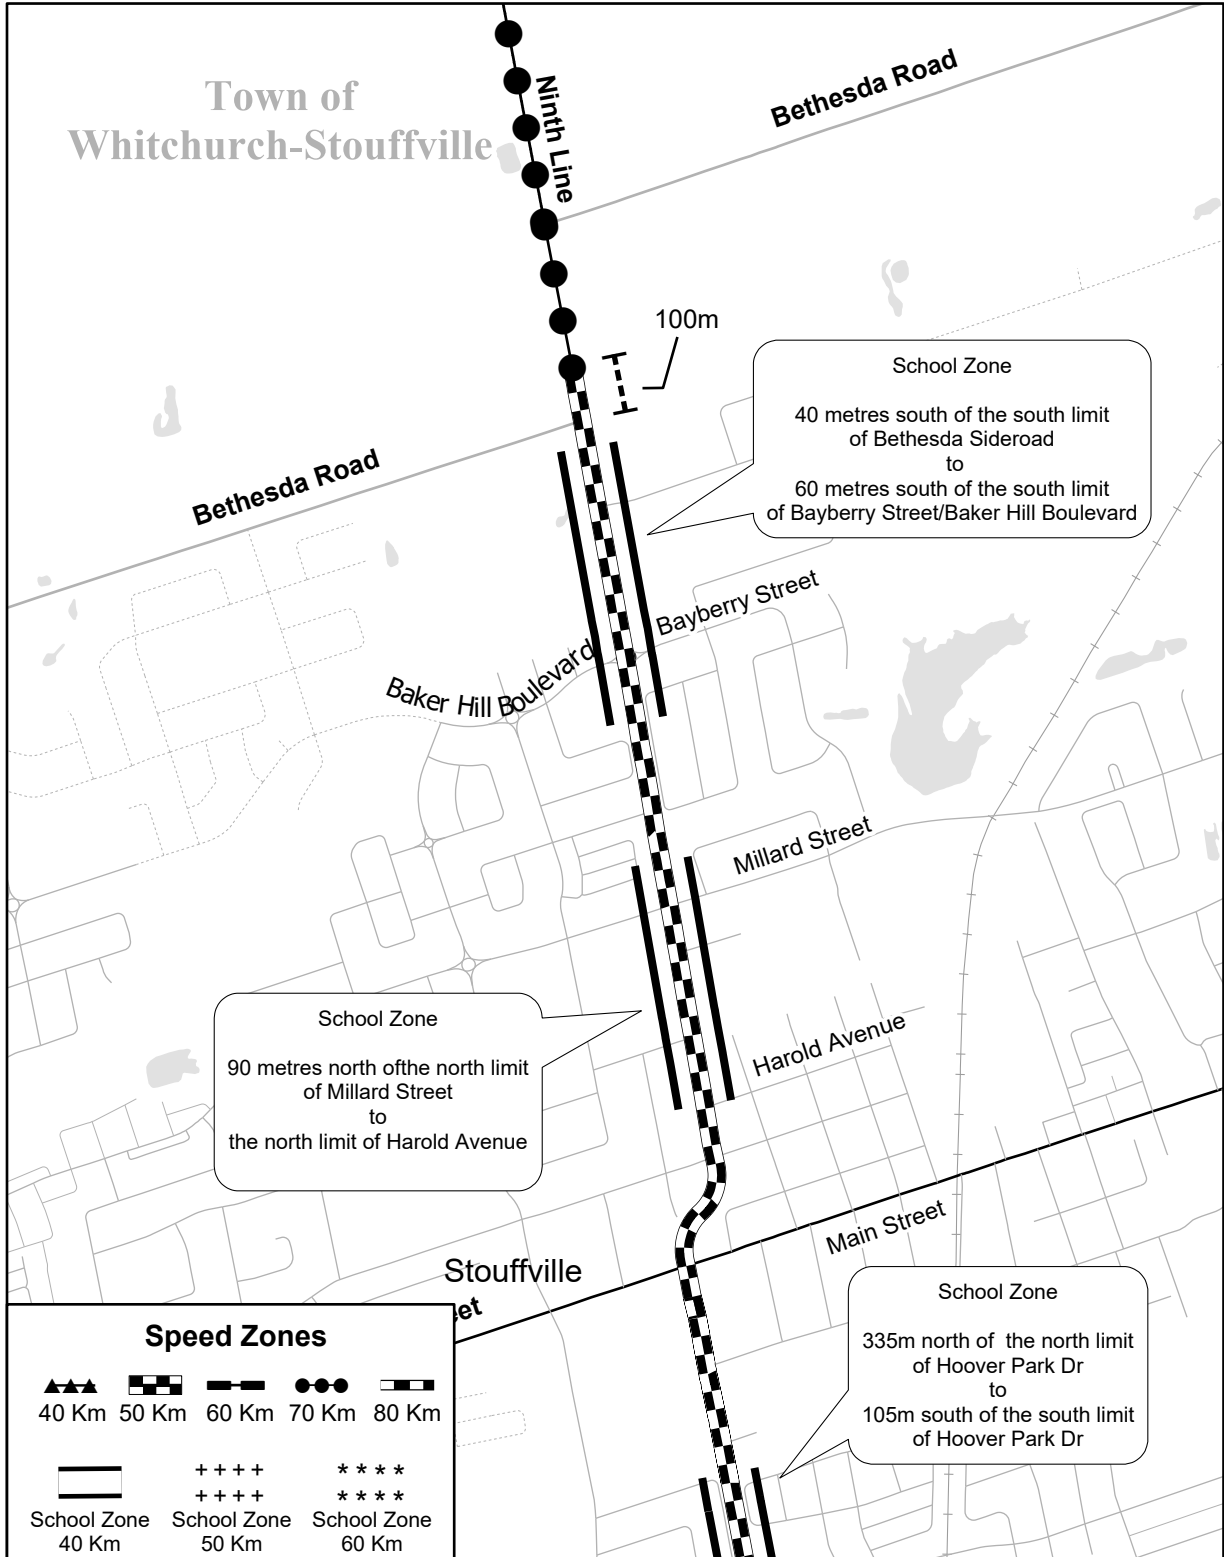 Town of
Whitchurch-Stouffville
Ninth Line
Bethesda Road
100m
School Zone
40 metres south of the south limit
of Bethesda Sideroad
to
60 metres south of the south limit
of Bayberry Street/Baker Hill Boulevard
Bethesda Road
Bayberry Street
Baker Hill Boulevard
Millard Street
School Zone
90 metres north ofthe north limit
of Millard Street
to
the north limit of Harold Avenue
Harold Avenue
Main Street
Stouffville
eet
School Zone
335m north of  the north limit
of Hoover Park Dr
to
105m south of the south limit
of Hoover Park Dr
Speed Zones
40 Km 50 Km 60 Km 70 Km 80 Km
School Zone School Zone School Zone
40 Km 50 Km 60 Km